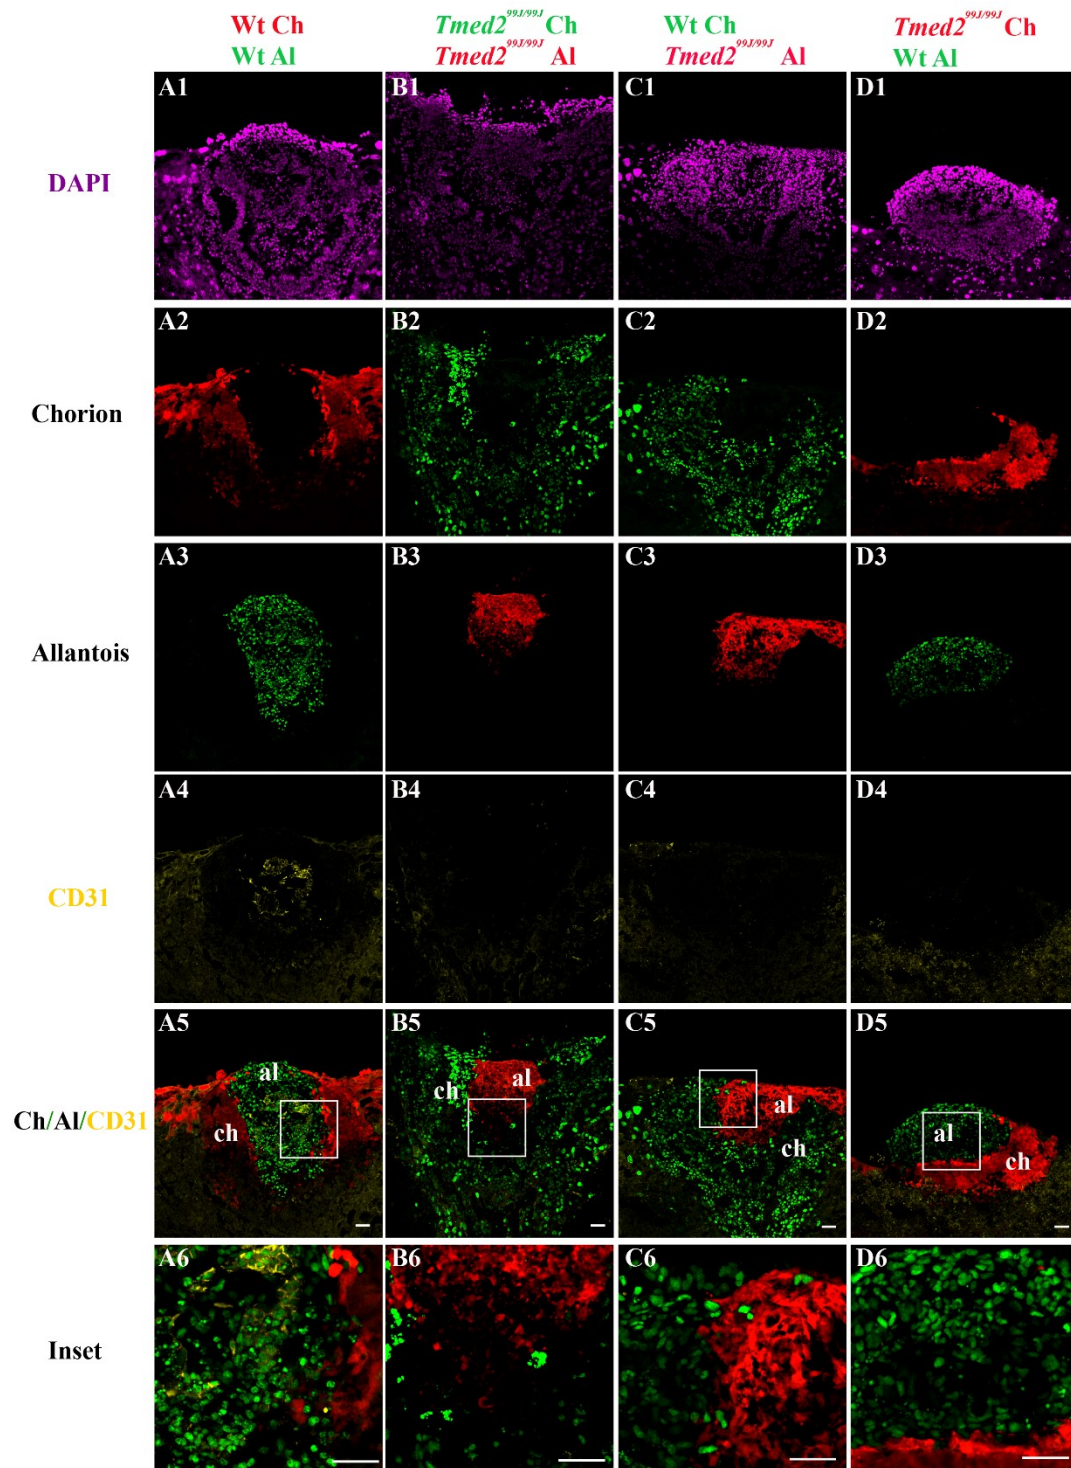 Wt Ch
Wt Al
Tmed2^99J/99J Ch
Tmed2^99J/99J Al
Wt Ch
Tmed2^99J/99J Al
Tmed2^99J/99J Ch
Wt Al
DAPI
A1
B1
C1
D1
Chorion
A2
B2
C2
D2
Allantois
A3
B3
C3
D3
CD31
A4
B4
C4
D4
Ch/Al/CD31
A5
al
ch
B5
ch
al
C5
al
ch
D5
al
ch
Inset
A6
B6
C6
D6